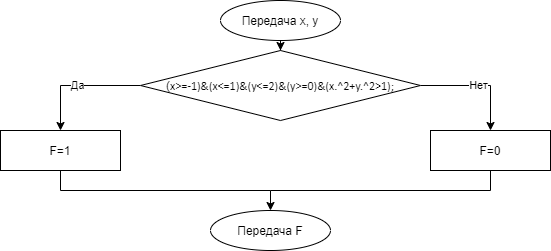 Передача x, y
(x>=-1)&(x<=1)&(y<=2)&(y>=0)&(x.^2+y.^2>1);
Да
Нет
F=1
F=0
Передача F